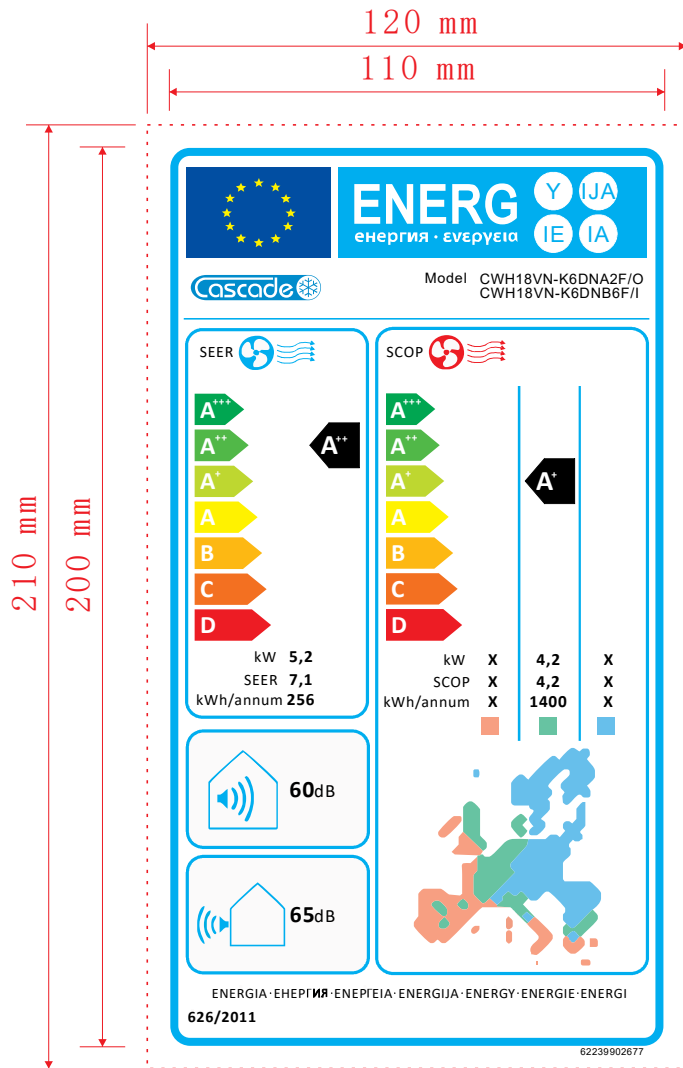 120 mm
110 mm
210 mm
200 mm
ENERG
енергия · ενεργεια
Y
IJA
IE
IA
Cascade
Model CWH18VN-K6DNA2F/O
CWH18VN-K6DNB6F/I
SEER
A+++
A++
A+
A
B
C
D
A++
kW 5,2
SEER 7,1
kWh/annum 256
SCOP
A+++
A++
A+
A
B
C
D
A+
kW X 4,2 X
SCOP X 4,2 X
kWh/annum X 1400 X
60dB
65dB
ENERGIA·ЕНЕРГИЯ·ΕΝΕΡΓΕΙΑ·ENERGIJA·ENERGY·ENERGIE·ENERGI
626/2011
62239902677